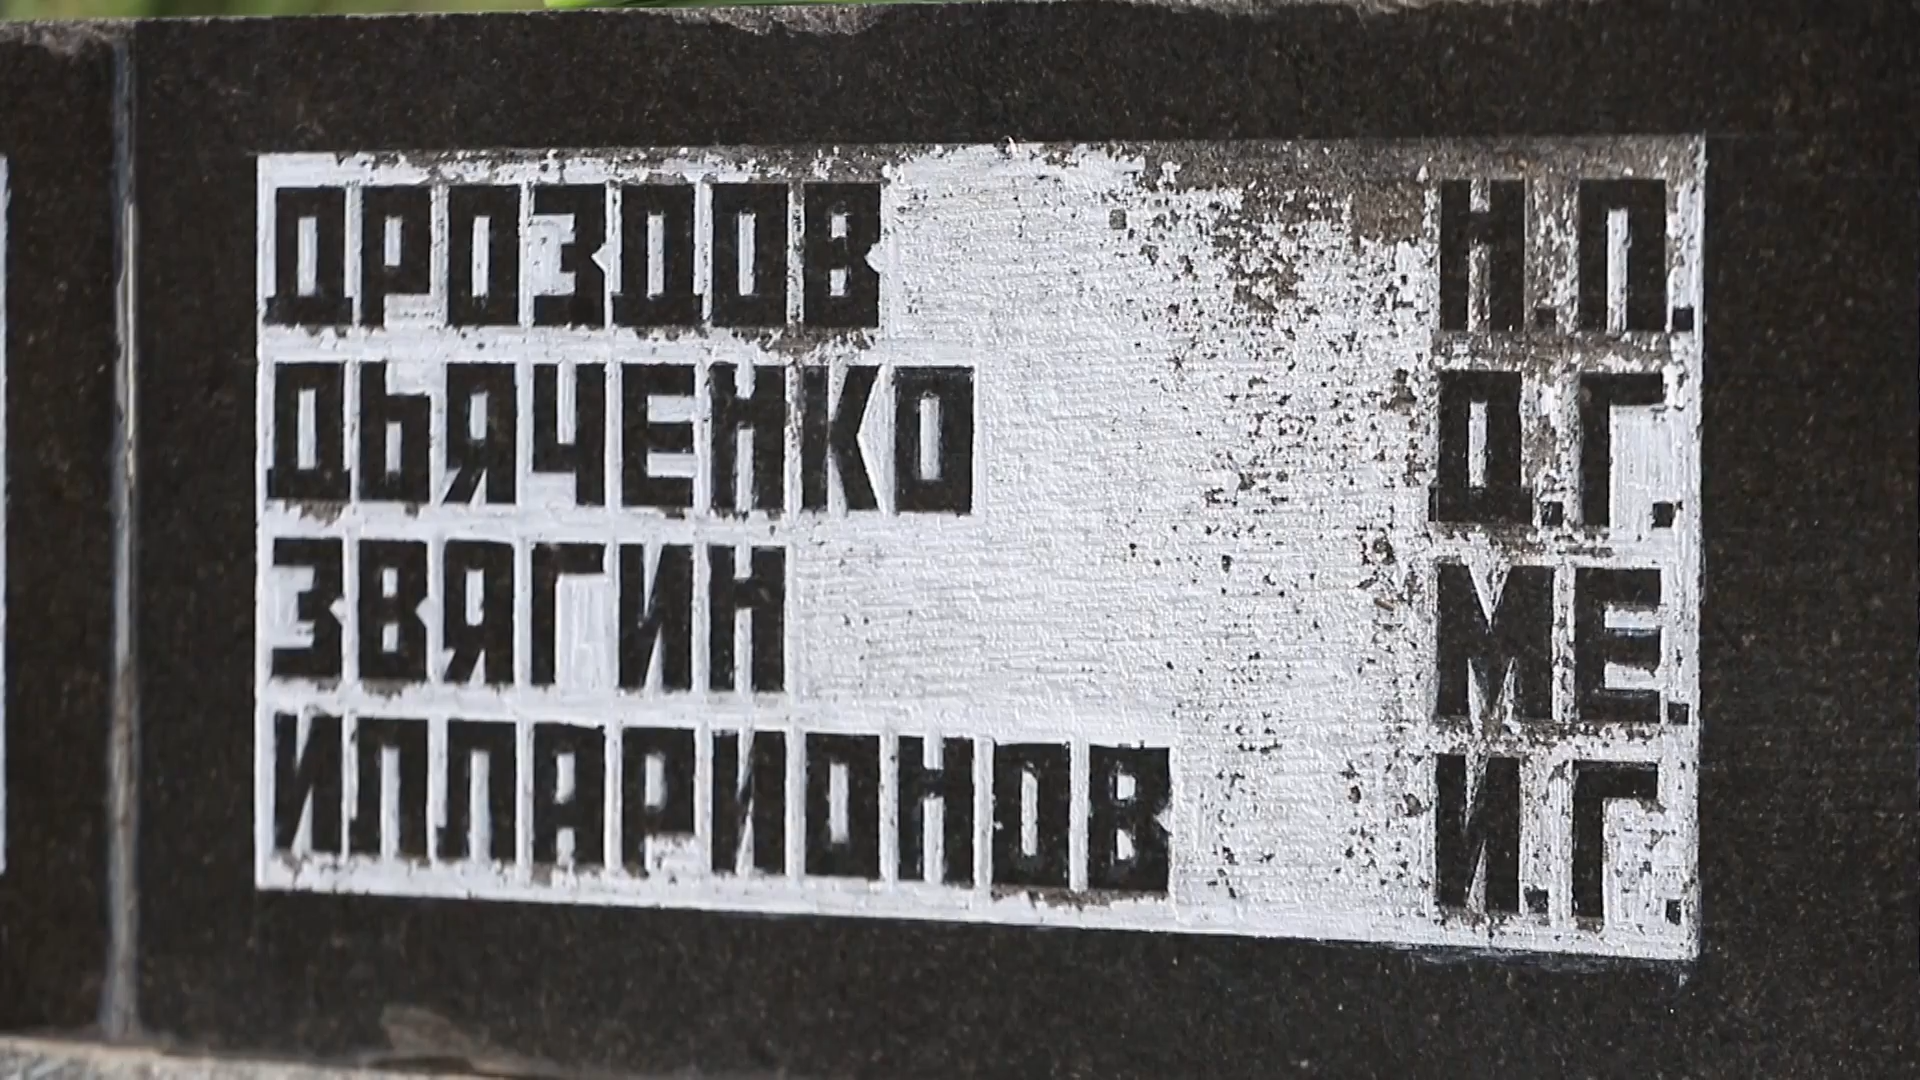 ДРОЗДОВ Н.П.
ДЬЯЧЕНКО Д.Г.
ЗВЯГИН М.Е.
ИЛЛАРИОНОВ И.Г.